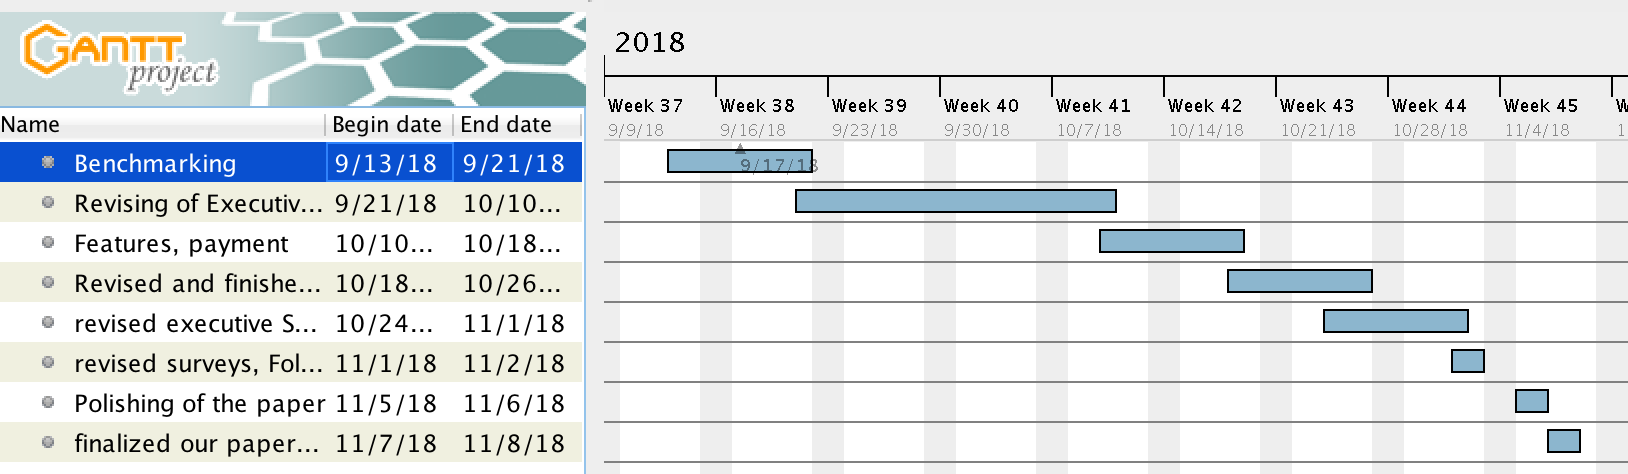 GANTT
project
2018
Week 37 Week 38 Week 39 Week 40 Week 41 Week 42 Week 43 Week 44 Week 45 W
9/9/18 9/16/18 9/23/18 9/30/18 10/7/18 10/14/18 10/21/18 10/28/18 11/4/18 1
Name Begin date End date
Benchmarking 9/13/18 9/21/18 9/17/18
Revising of Executiv... 9/21/18 10/10...
Features, payment 10/10... 10/18...
Revised and finishe... 10/18... 10/26...
revised executive S... 10/24... 11/1/18
revised surveys, Fol... 11/1/18 11/2/18
Polishing of the paper 11/5/18 11/6/18
finalized our paper... 11/7/18 11/8/18